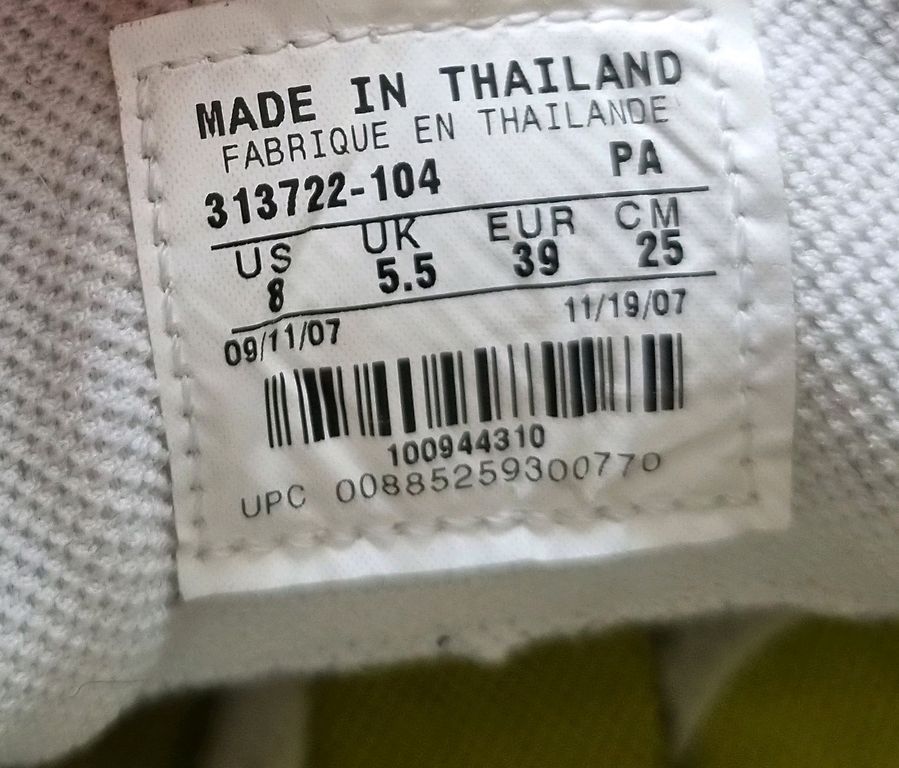 MADE IN THAILAND
FABRIQUE EN THAILANDE
313722-104 PA
US UK EUR CM
8 5.5 39 25
09/11/07 11/19/07
100944310
UPC 00885259300770